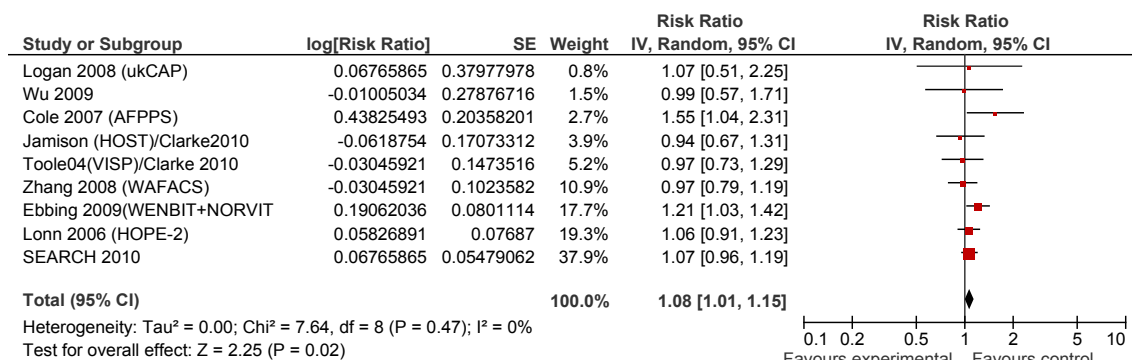 Risk Ratio Risk Ratio
Study or Subgroup log[Risk Ratio] SE Weight IV, Random, 95% CI IV, Random, 95% CI
Logan 2008 (ukCAP) 0.06765865 0.37977978 0.8% 1.07 [0.51, 2.25]
Wu 2009 -0.01005034 0.27876716 1.5% 0.99 [0.57, 1.71]
Cole 2007 (AFPPS) 0.43825493 0.20358201 2.7% 1.55 [1.04, 2.31]
Jamison (HOST)/Clarke2010 -0.0618754 0.17073312 3.9% 0.94 [0.67, 1.31]
Toole04(VISP)/Clarke 2010 -0.03045921 0.1473516 5.2% 0.97 [0.73, 1.29]
Zhang 2008 (WAFACS) -0.03045921 0.1023582 10.9% 0.97 [0.79, 1.19]
Ebbing 2009(WENBIT+NORVIT 0.19062036 0.0801114 17.7% 1.21 [1.03, 1.42]
Lonn 2006 (HOPE-2) 0.05826891 0.07687 19.3% 1.06 [0.91, 1.23]
SEARCH 2010 0.06765865 0.05479062 37.9% 1.07 [0.96, 1.19]
Total (95% CI) 100.0% 1.08 [1.01, 1.15]
Heterogeneity: Tau² = 0.00; Chi² = 7.64, df = 8 (P = 0.47); I² = 0%
Test for overall effect: Z = 2.25 (P = 0.02)
0.1 0.2 0.5 1 2 5 10
Favours experimental Favours control